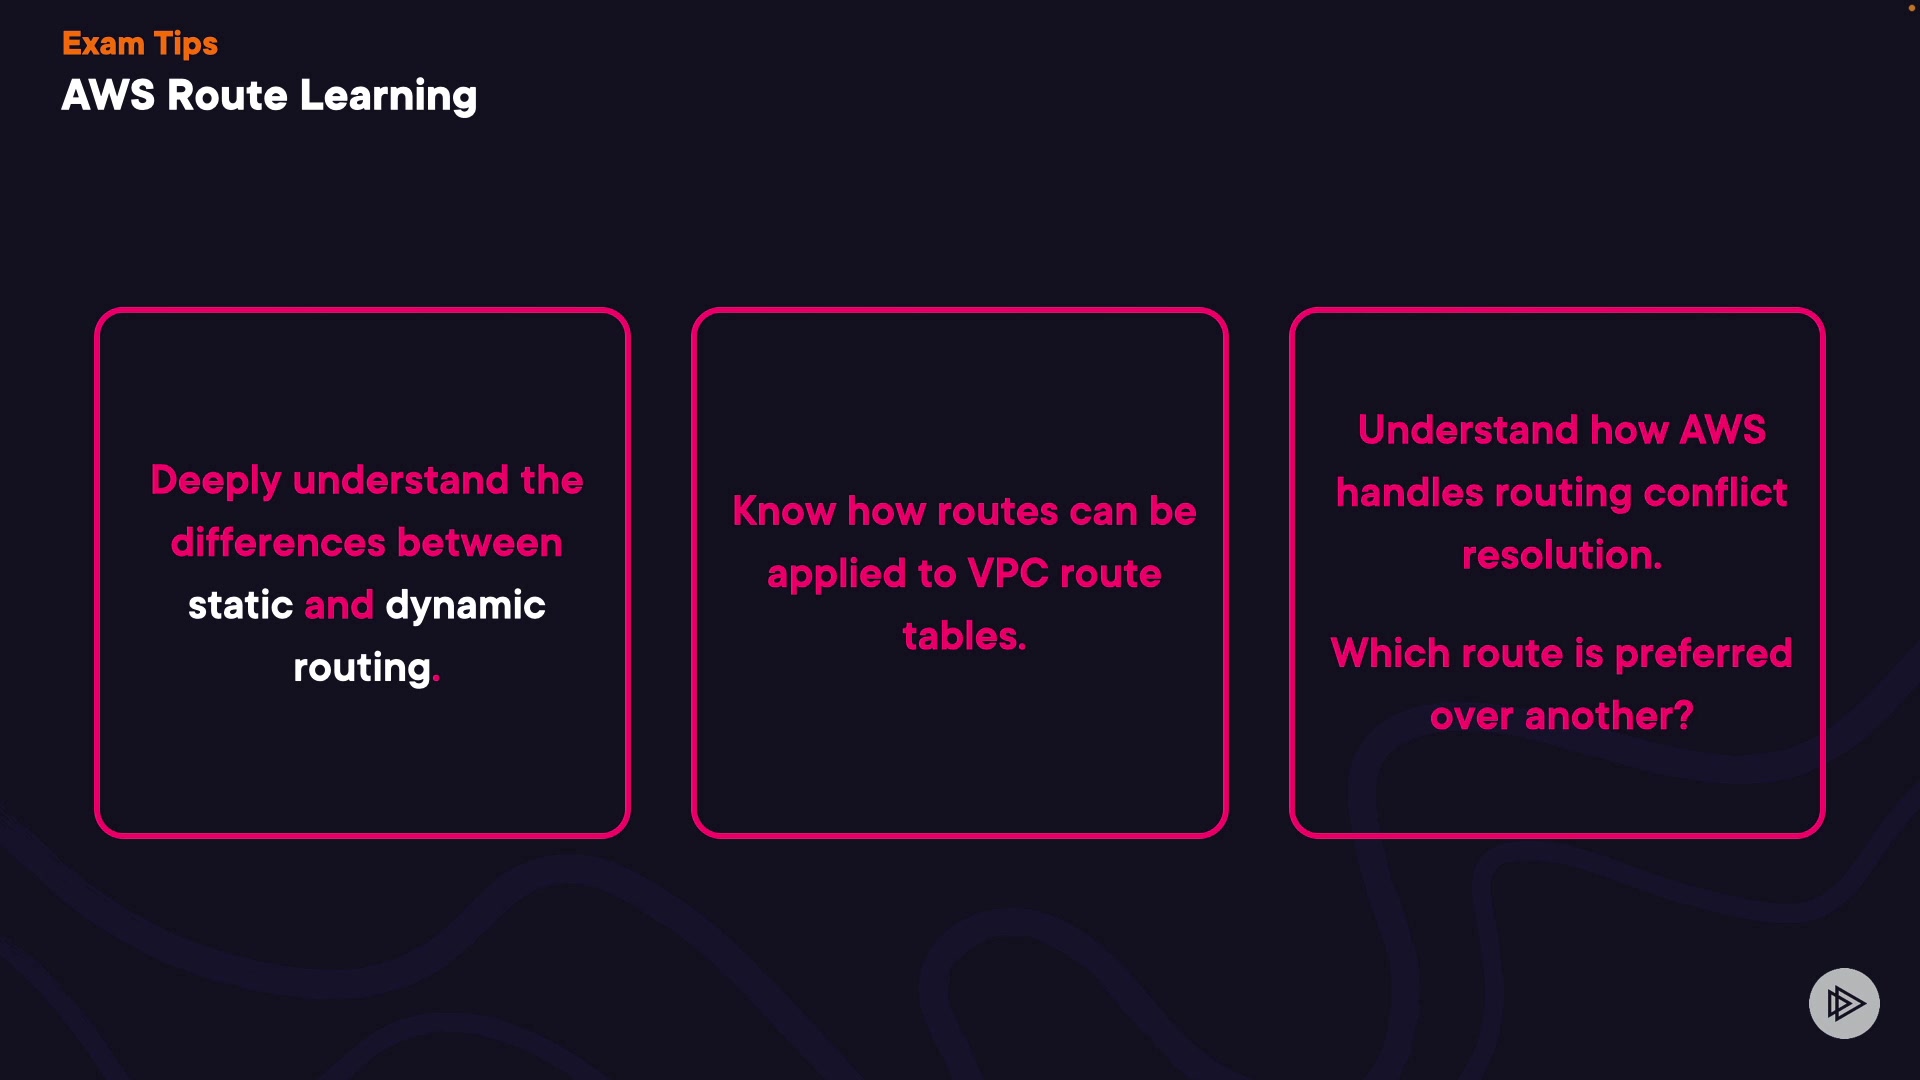 Exam Tips
AWS Route Learning
Deeply understand the
differences between
static and dynamic
routing.
Know how routes can be
applied to VPC route
tables.
Understand how AWS
handles routing conflict
resolution.
Which route is preferred
over another?